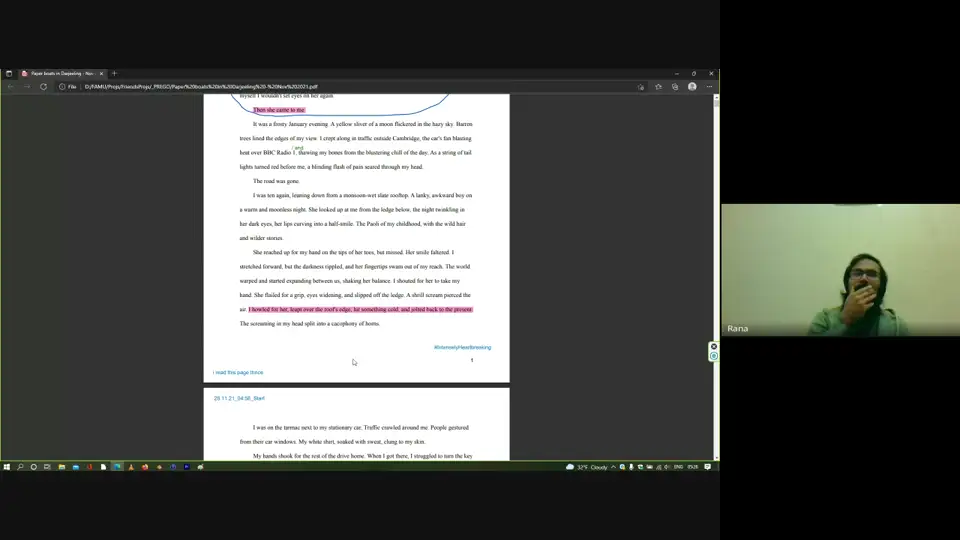 Paper boats in Darjeeling - Nov
File
D:/FAMU/Projs/FriendsProjs/_PREGO/Paper%20boats%20in%20Darjeeling%20-%20Nov%202021.pdf
myself I wouldn't set eyes on her again.
Then she came to me
It was a frosty January evening. A yellow sliver of a moon flickered in the hazy sky. Barren
trees lined the edges of my view. I crept along in traffic outside Cambridge, the car's fan blasting
and
heat over BBC Radio 1, thawing my bones from the blustering chill of the day. As a string of tail
lights turned red before me, a blinding flash of pain seared through my head.
The road was gone.
I was ten again, leaning down from a monsoon-wet slate rooftop. A lanky, awkward boy on
a warm and moonless night. She looked up at me from the ledge below, the night twinkling in
her dark eyes, her lips curving into a half-smile. The Paoli of my childhood, with the wild hair
and wilder stories.
She reached up for my hand on the tips of her toes, but missed. Her smile faltered. I
stretched forward, but the darkness rippled, and her fingertips swam out of my reach. The world
warped and started expanding between us, shaking her balance. I shouted for her to take my
hand. She flailed for a grip, eyes widening, and slipped off the ledge. A shrill scream pierced the
air. I howled for her, leapt over the roof's edge, hit something cold, and jolted back to the present.
The screaming in my head split into a cacophony of horns.
#IntenselyHeartbreaking
1
i read this page thrice
29.11.21_04:56_Start
I was on the tarmac next to my stationary car. Traffic crawled around me. People gestured
from their car windows. My white shirt, soaked with sweat, clung to my skin.
My hands shook for the rest of the drive home. When I got there, I struggled to turn the key
32°F Cloudy
ENG
Rana